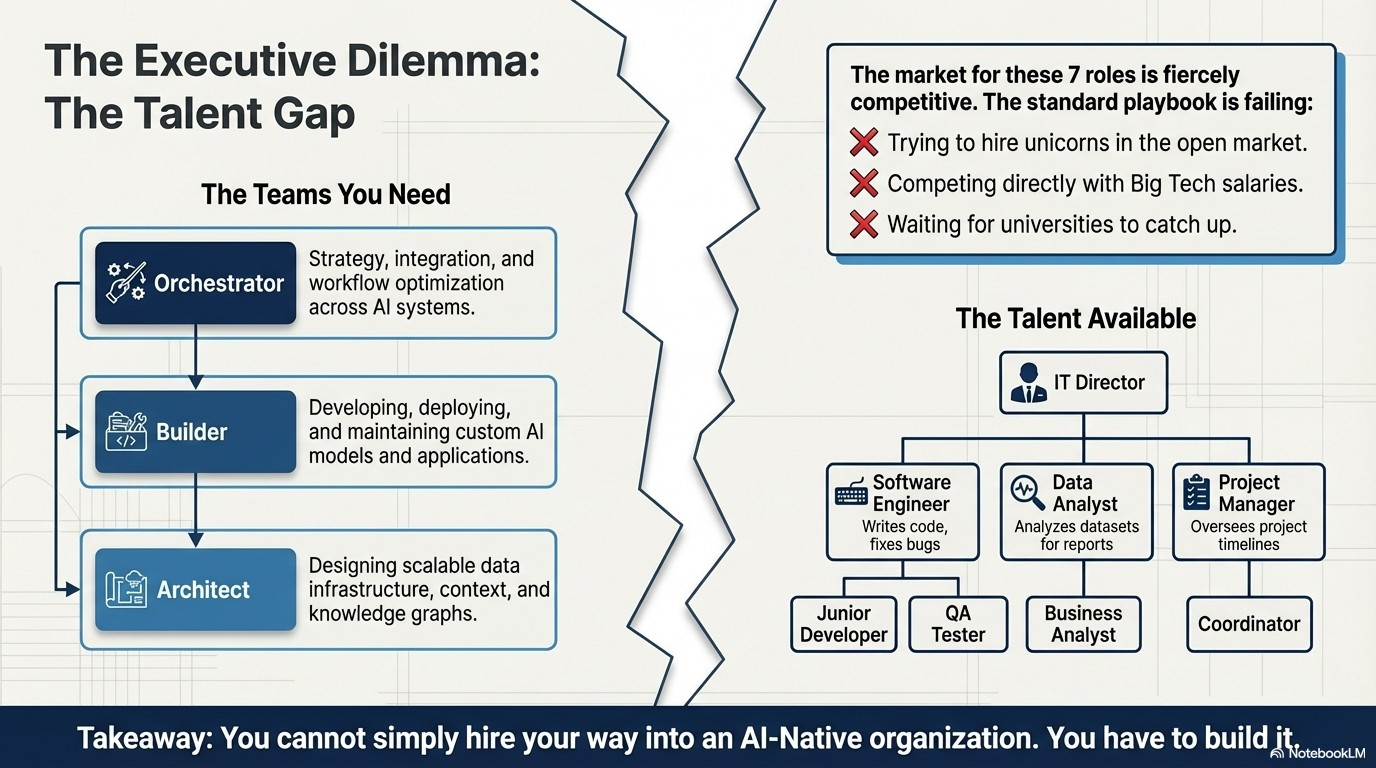 The Executive Dilemma:
The Talent Gap
The Teams You Need
Orchestrator
Strategy, integration, and
workflow optimization
across AI systems.
Builder
Developing, deploying,
and maintaining custom AI
models and applications.
Architect
Designing scalable data
infrastructure, context, and
knowledge graphs.
The market for these 7 roles is fiercely
competitive. The standard playbook is failing:
Trying to hire unicorns in the open market.
Competing directly with Big Tech salaries.
Waiting for universities to catch up.
The Talent Available
IT Director
Software
Engineer
Writes code,
fixes bugs
Data
Analyst
Analyzes datasets
for reports
Project
Manager
Oversees project
timelines
Junior
Developer
QA
Tester
Business
Analyst
Coordinator
Takeaway: You cannot simply hire your way into an AI-Native organization. You have to build it.
NotebookLM